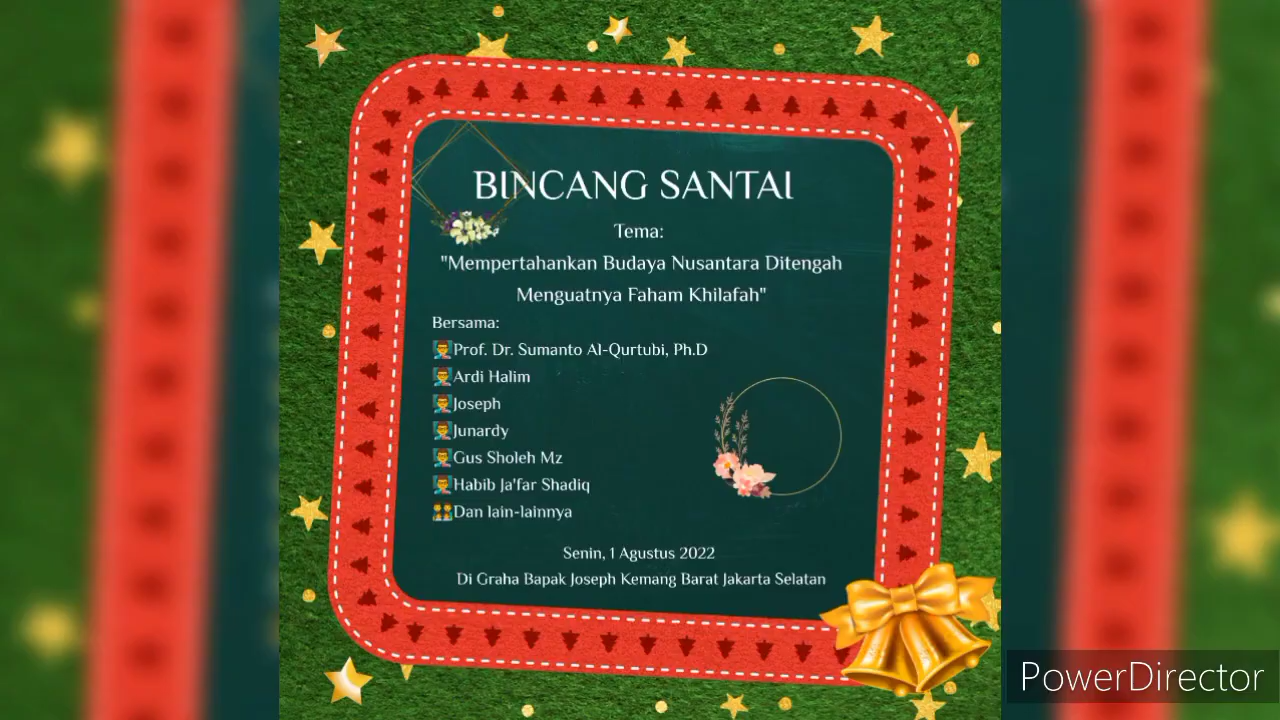 BINCANG SANTAI
Tema:
"Mempertahankan Budaya Nusantara Ditengah
Menguatnya Faham Khilafah"
Bersama:
Prof. Dr. Sumanto Al-Qurtubi, Ph.D
Ardi Halim
Joseph
Junardy
Gus Sholeh Mz
Habib Ja'far Shadiq
Dan lain-lainnya
Senin, 1 Agustus 2022
Di Graha Bapak Joseph Kemang Barat Jakarta Selatan
PowerDirector